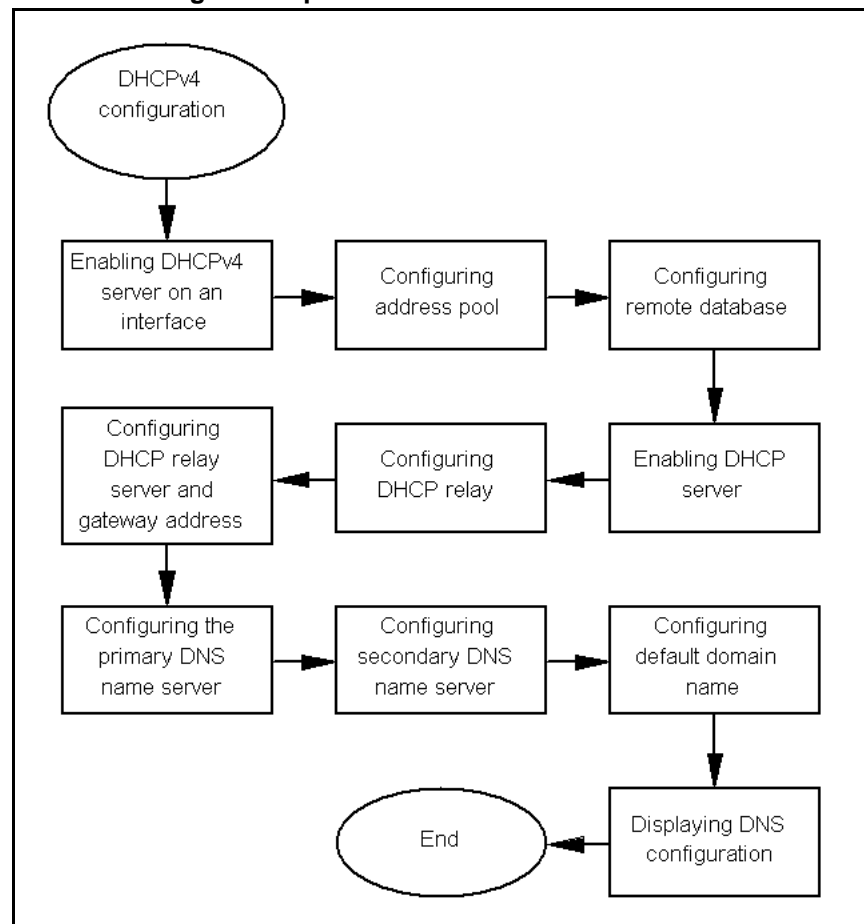 DHCPv4
configuration
Enabling DHCPv4
server on an
interface
Configuring
address pool
Configuring
remote database
Enabling DHCP
server
Configuring
DHCP relay
Configuring
DHCP relay
server and
gateway address
Configuring the
primary DNS
name server
Configuring
secondary DNS
name server
Configuring
default domain
name
Displaying DNS
configuration
End